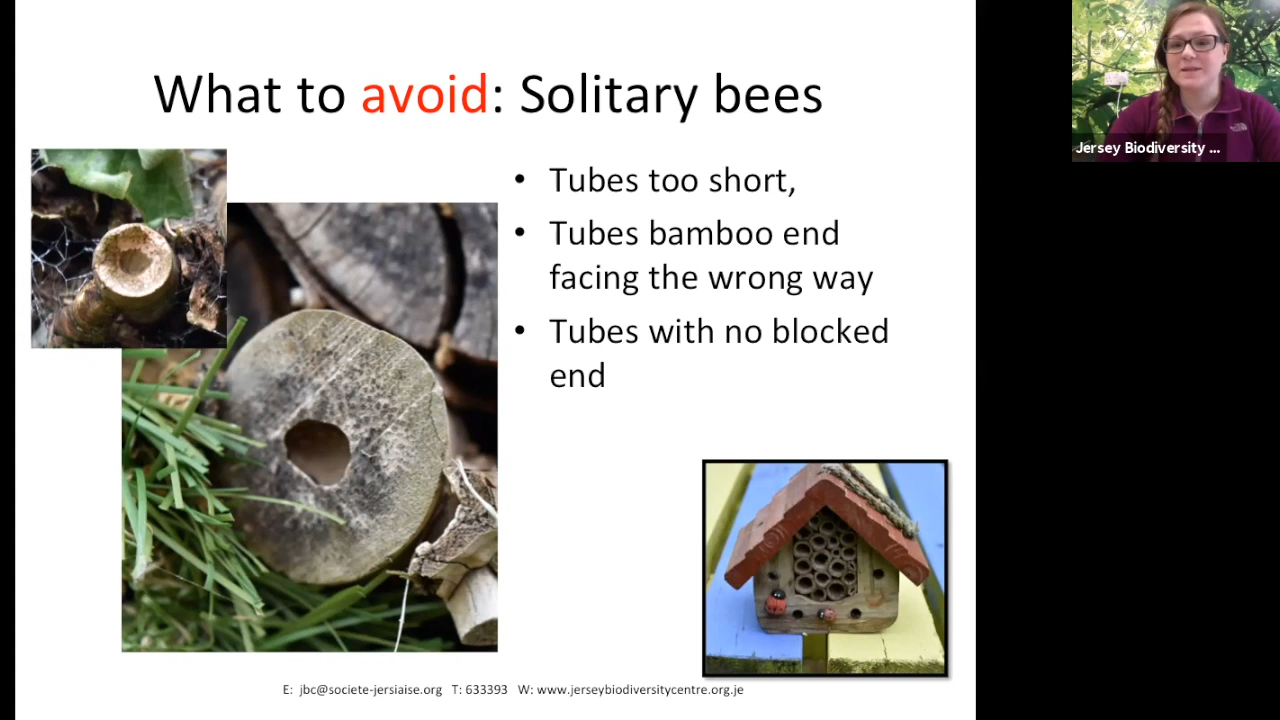 What to avoid: Solitary bees
• Tubes too short,
• Tubes bamboo end
facing the wrong way
• Tubes with no blocked
end
E: jbc@societe-jersiaise.org T: 633393 W: www.jerseybiodiversitycentre.org.je
Jersey Biodiversity ...